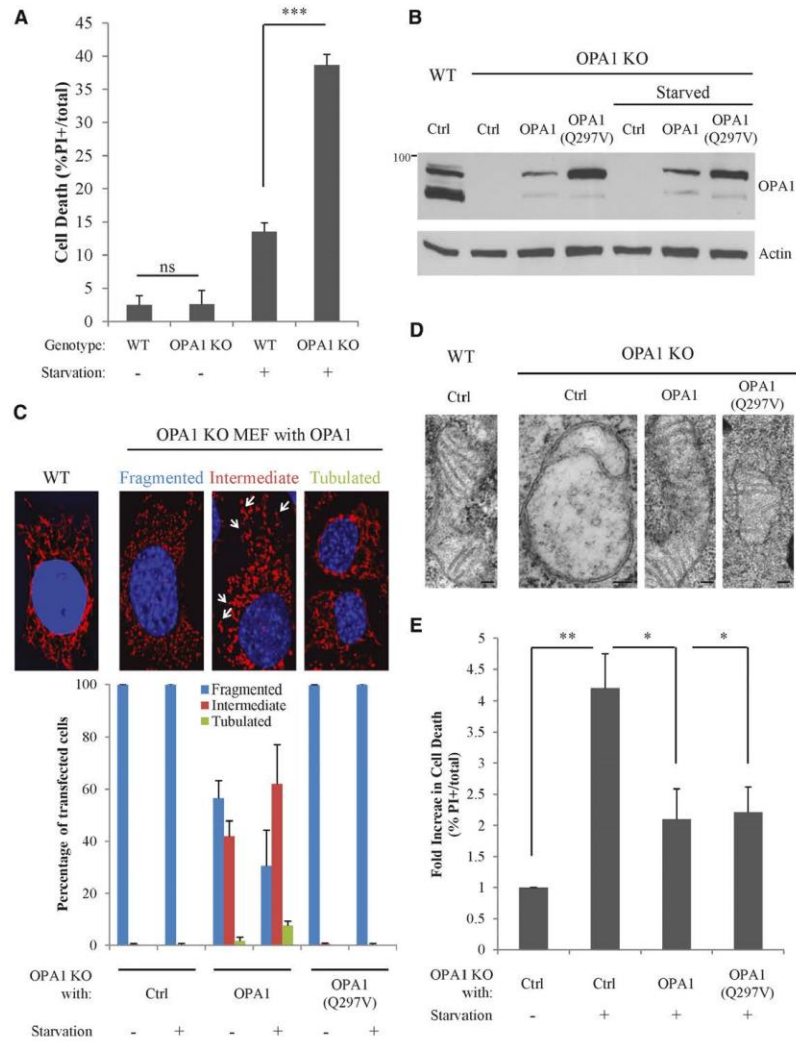 A
45
40
35
30
25
20
15
10
5
0
Cell Death (%PI+/total)
***
ns
Genotype: WT OPA1 KO WT OPA1 KO
Starvation: - - + +
B
OPA1 KO
WT
Starved
Ctrl Ctrl OPA1 OPA1 (Q297V) Ctrl OPA1 OPA1 (Q297V)
100
OPA1
Actin
C
OPA1 KO MEF with OPA1
WT Fragmented Intermediate Tubulated
100
80
60
40
20
0
Percentage of transfected cells
Fragmented
Intermediate
Tubulated
OPA1 KO
with:
Ctrl OPA1 OPA1
(Q297V)
Starvation - + - + - +
D
WT OPA1 KO
Ctrl Ctrl OPA1 OPA1
(Q297V)
E
5
4.5
4
3.5
3
2.5
2
1.5
1
0.5
0
Fold Increae in Cell Death
(% PI+/total)
** * *
OPA1 KO
with:
Ctrl Ctrl OPA1 OPA1
(Q297V)
Starvation - + + +